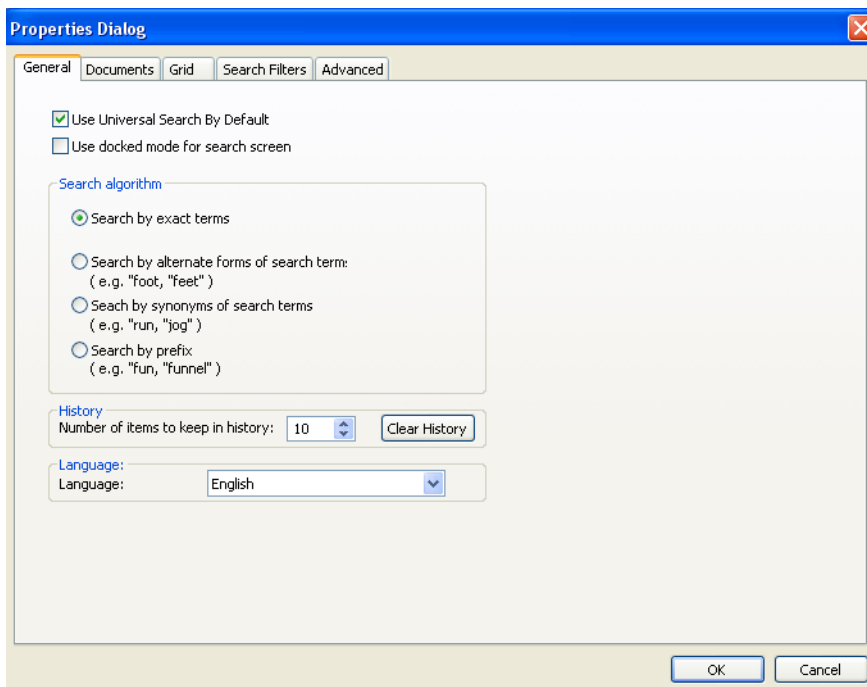 Properties Dialog
General Documents Grid Search Filters Advanced
Use Universal Search By Default
Use docked mode for search screen
Search algorithm
Search by exact terms
Search by alternate forms of search term:
( e.g. "foot, "feet" )
Seach by synonyms of search terms
( e.g. "run, "jog" )
Search by prefix
( e.g. "fun, "funnel" )
History
Number of items to keep in history: 10 Clear History
Language:
Language: English
OK Cancel